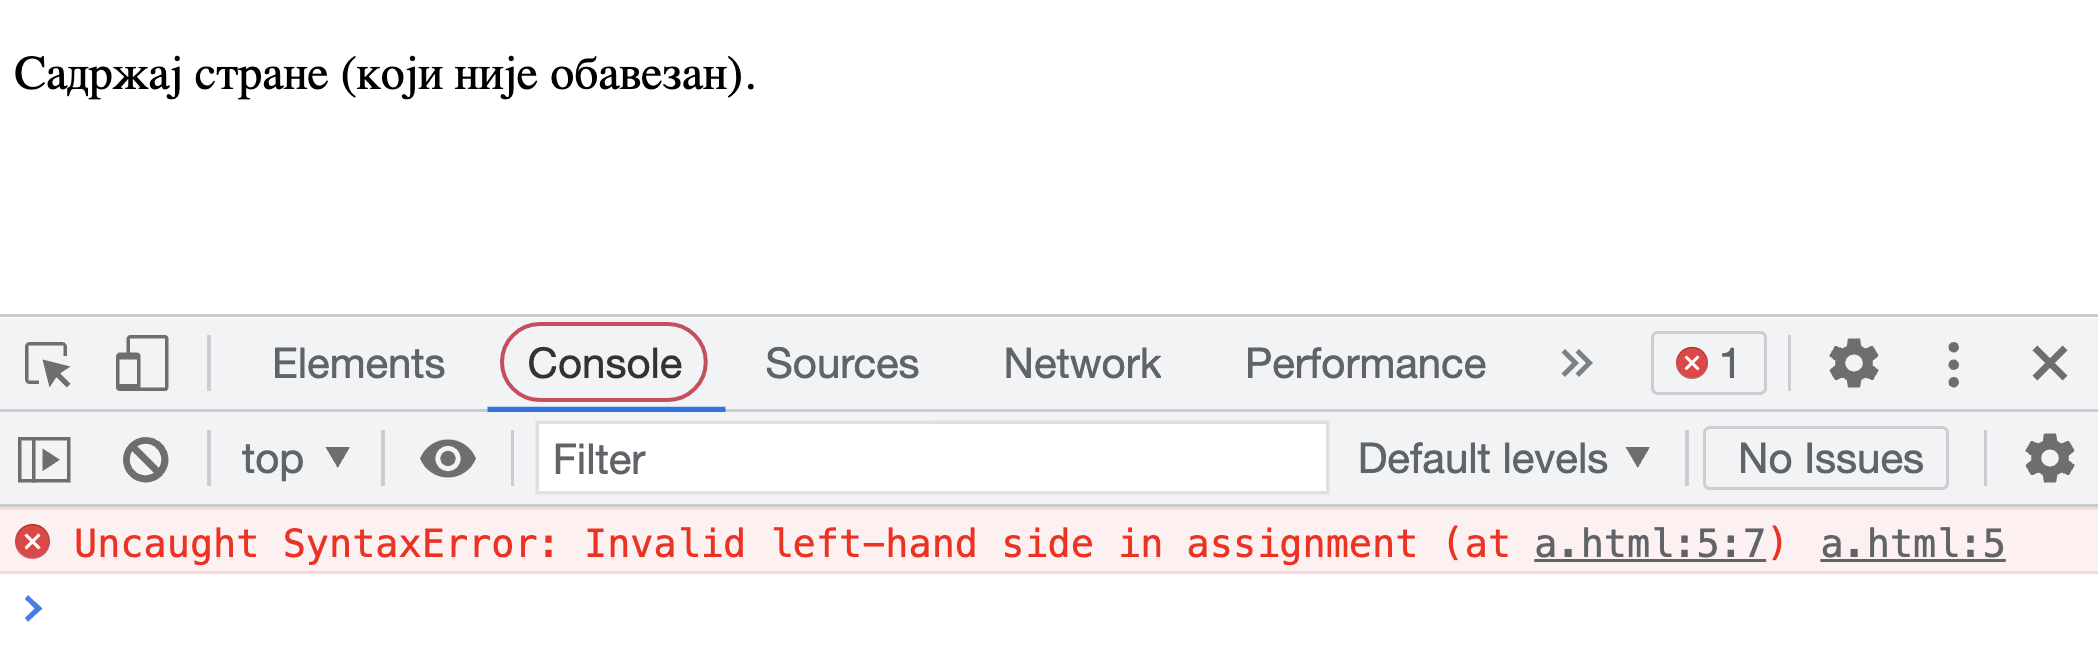 Садржај стране (који није обавезан).
Elements Console Sources Network Performance » 1
top ▼ Filter Default levels ▼ No Issues
Uncaught SyntaxError: Invalid left-hand side in assignment (at a.html:5:7) a.html:5